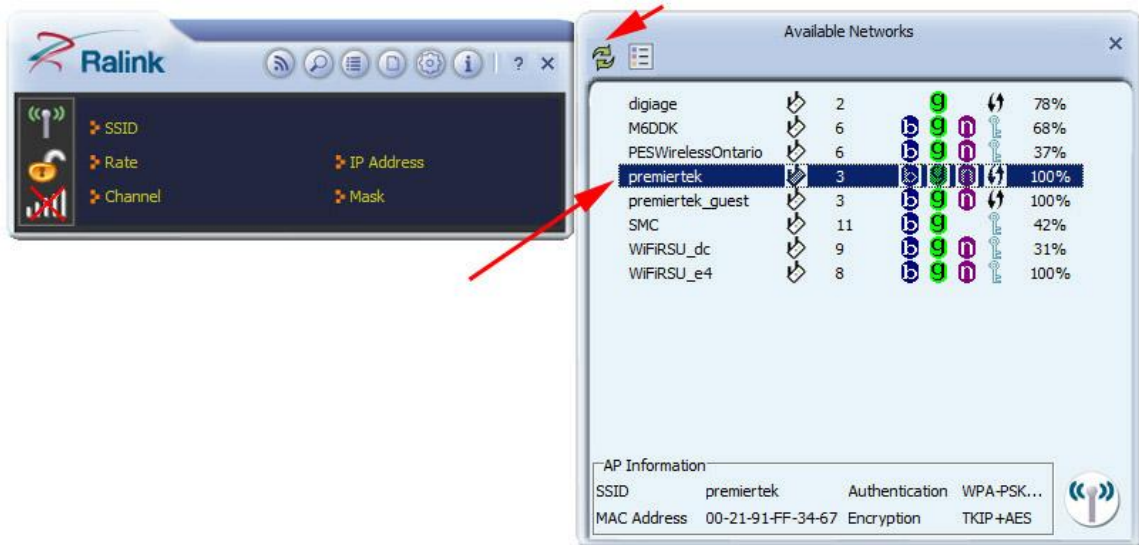 Ralink
? ×
SSID
Rate
IP Address
Channel
Mask
Available Networks
×
digiage 2 g 78%
M6DDK 6 b g n 68%
PESWirelessOntario 6 b g n 37%
premiertek 3 b g n 100%
premiertek_guest 3 b g n 100%
SMC 11 b g 42%
WiFiRSU_dc 9 b g n 31%
WiFiRSU_e4 8 b g n 100%
AP Information
SSID premiertek Authentication WPA-PSK...
MAC Address 00-21-91-FF-34-67 Encryption TKIP+AES